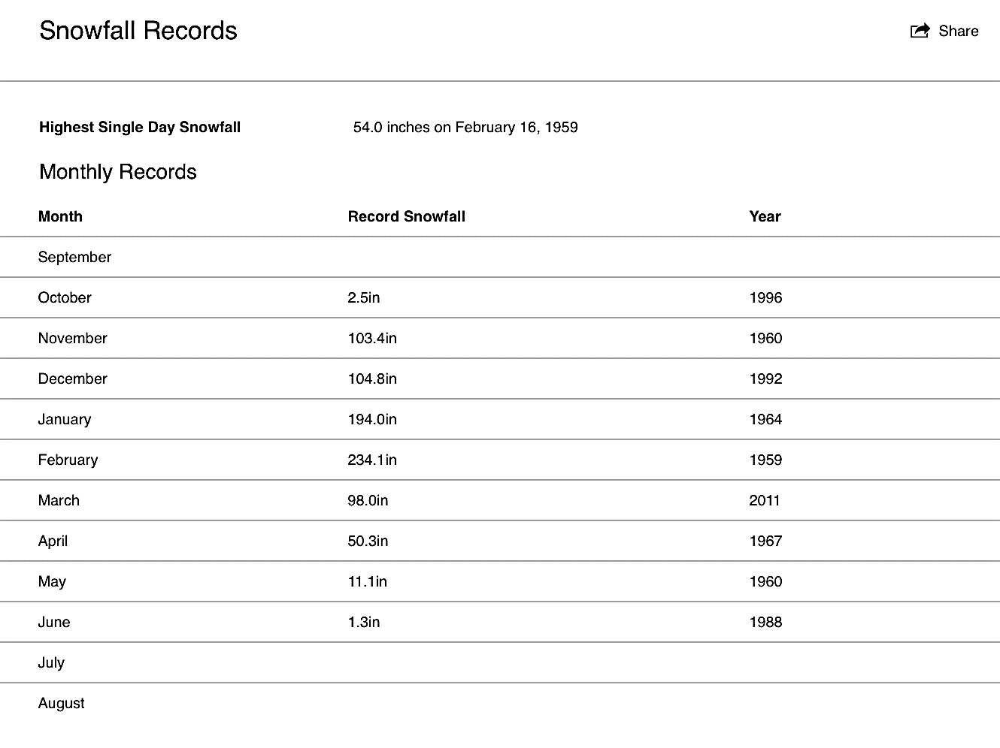 Snowfall Records
Share
Highest Single Day Snowfall 54.0 inches on February 16, 1959
Monthly Records
Month Record Snowfall Year
September
October 2.5in 1996
November 103.4in 1960
December 104.8in 1992
January 194.0in 1964
February 234.1in 1959
March 98.0in 2011
April 50.3in 1967
May 11.1in 1960
June 1.3in 1988
July
August